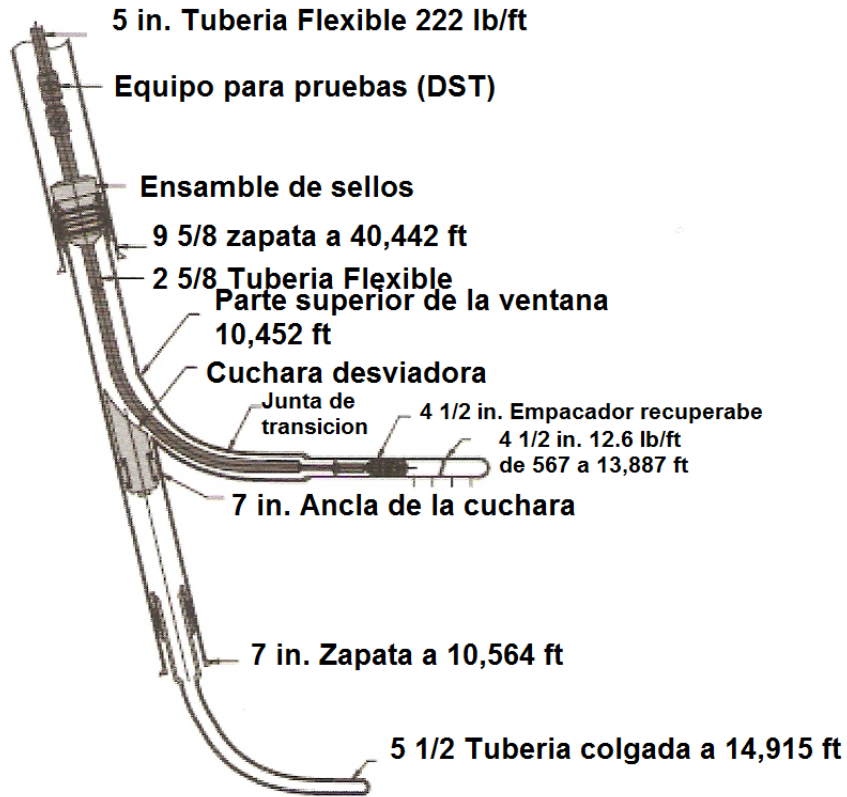 5 in. Tuberia Flexible 222 lb/ft
Equipo para pruebas (DST)
Ensamble de sellos
9 5/8 zapata a 40,442 ft
2 5/8 Tuberia Flexible
Parte superior de la ventana
10,452 ft
Cuchara desviadora
Junta de
transicion
4 1/2 in. Empacador recuperabe
4 1/2 in. 12.6 lb/ft
de 567 a 13,887 ft
7 in. Ancla de la cuchara
7 in. Zapata a 10,564 ft
5 1/2 Tuberia colgada a 14,915 ft